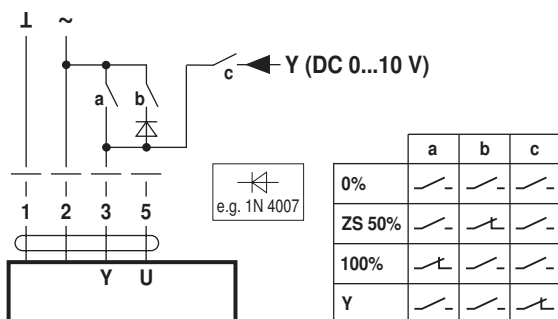 ⊥ ~
a b c Y (DC 0...10 V)
1 2 3 5
Y U
e.g. 1N 4007
a b c
0%
ZS 50%
100%
Y